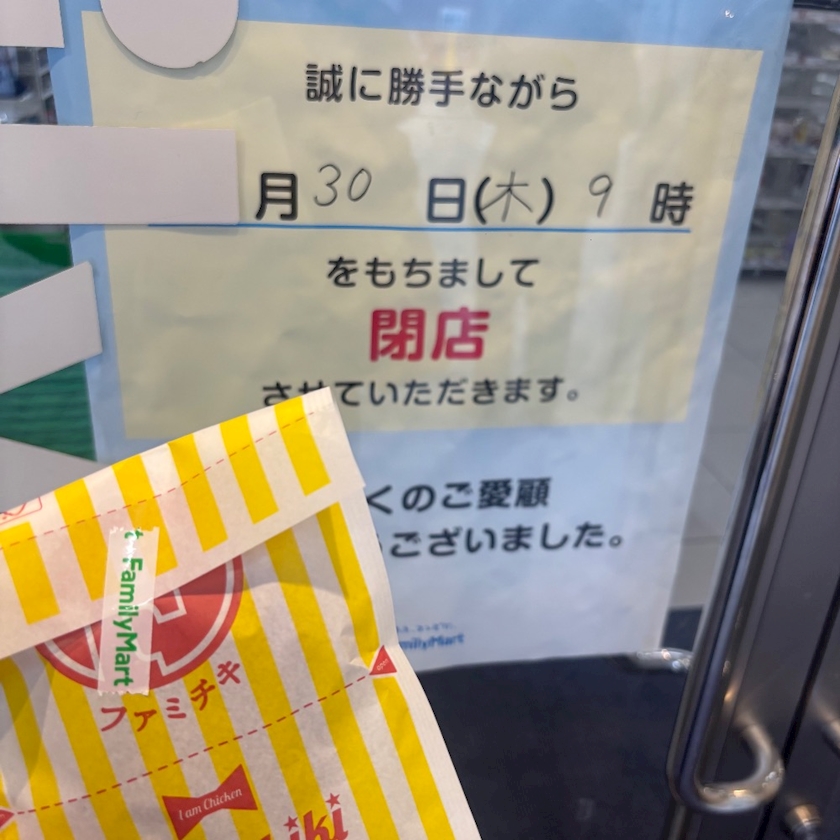 誠に勝手ながら
月30 日(木) 9 時
をもちまして
閉店
させていただきます。
くのご愛顧
ございました。
FamilyMart
ファミチキ
I am Chicken